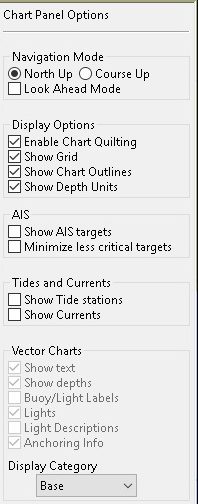 Chart Panel Options
Navigation Mode
North Up Course Up
Look Ahead Mode
Display Options
Enable Chart Quilting
Show Grid
Show Chart Outlines
Show Depth Units
AIS
Show AIS targets
Minimize less critical targets
Tides and Currents
Show Tide stations
Show Currents
Vector Charts
Show text
Show depths
Buoy/Light Labels
Lights
Light Descriptions
Anchoring Info
Display Category
Base